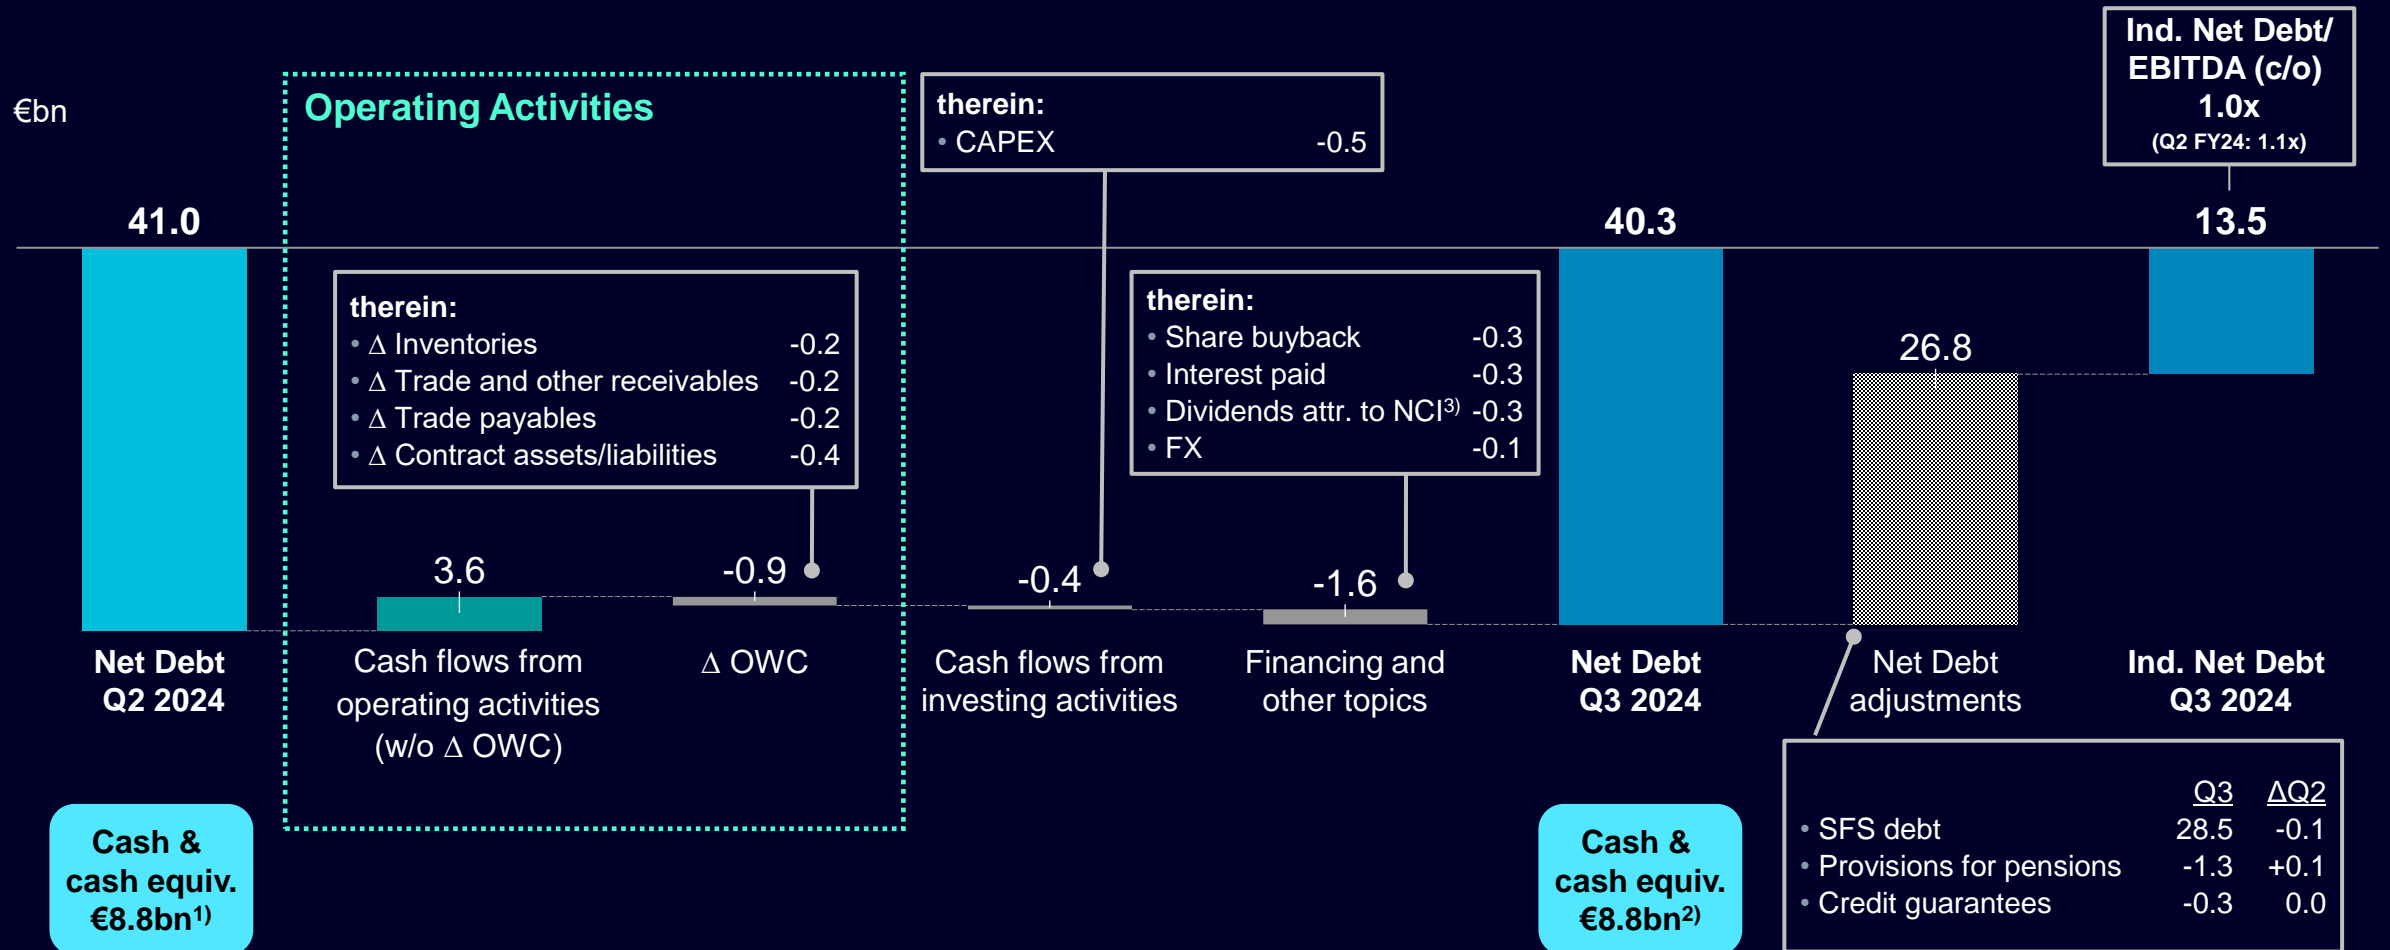 €bn
Operating Activities
therein:
• CAPEX -0.5
Ind. Net Debt/
EBITDA (c/o)
1.0x
(Q2 FY24: 1.1x)
41.0
40.3
13.5
therein:
• Δ Inventories -0.2
• Δ Trade and other receivables -0.2
• Δ Trade payables -0.2
• Δ Contract assets/liabilities -0.4
therein:
• Share buyback -0.3
• Interest paid -0.3
• Dividends attr. to NCI3) -0.3
• FX -0.1
26.8
3.6
-0.9
-0.4
-1.6
Net Debt
Q2 2024
Cash flows from
operating activities
(w/o Δ OWC)
Δ OWC
Cash flows from
investing activities
Financing and
other topics
Net Debt
Q3 2024
Net Debt
adjustments
Ind. Net Debt
Q3 2024
Cash &
cash equiv.
€8.8bn1)
Cash &
cash equiv.
€8.8bn2)
Q3 ΔQ2
• SFS debt 28.5 -0.1
• Provisions for pensions -1.3 +0.1
• Credit guarantees -0.3 0.0